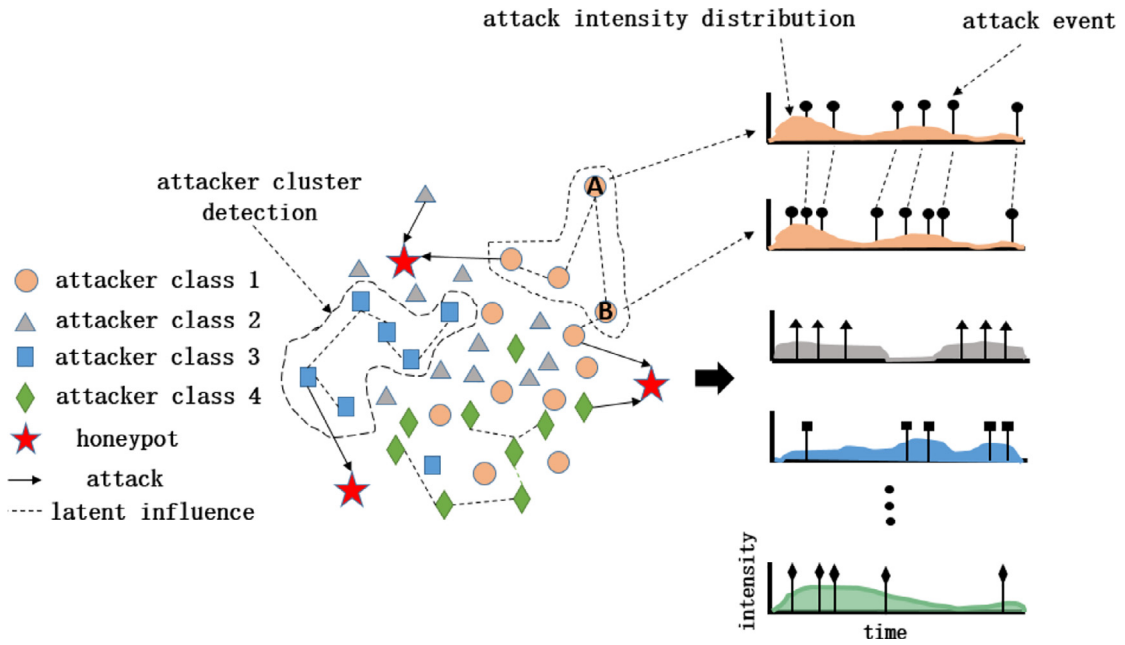 attack intensity distribution
attack event
attacker cluster
detection
A
B
attacker class 1
attacker class 2
attacker class 3
attacker class 4
honeypot
attack
latent influence
intensity
time